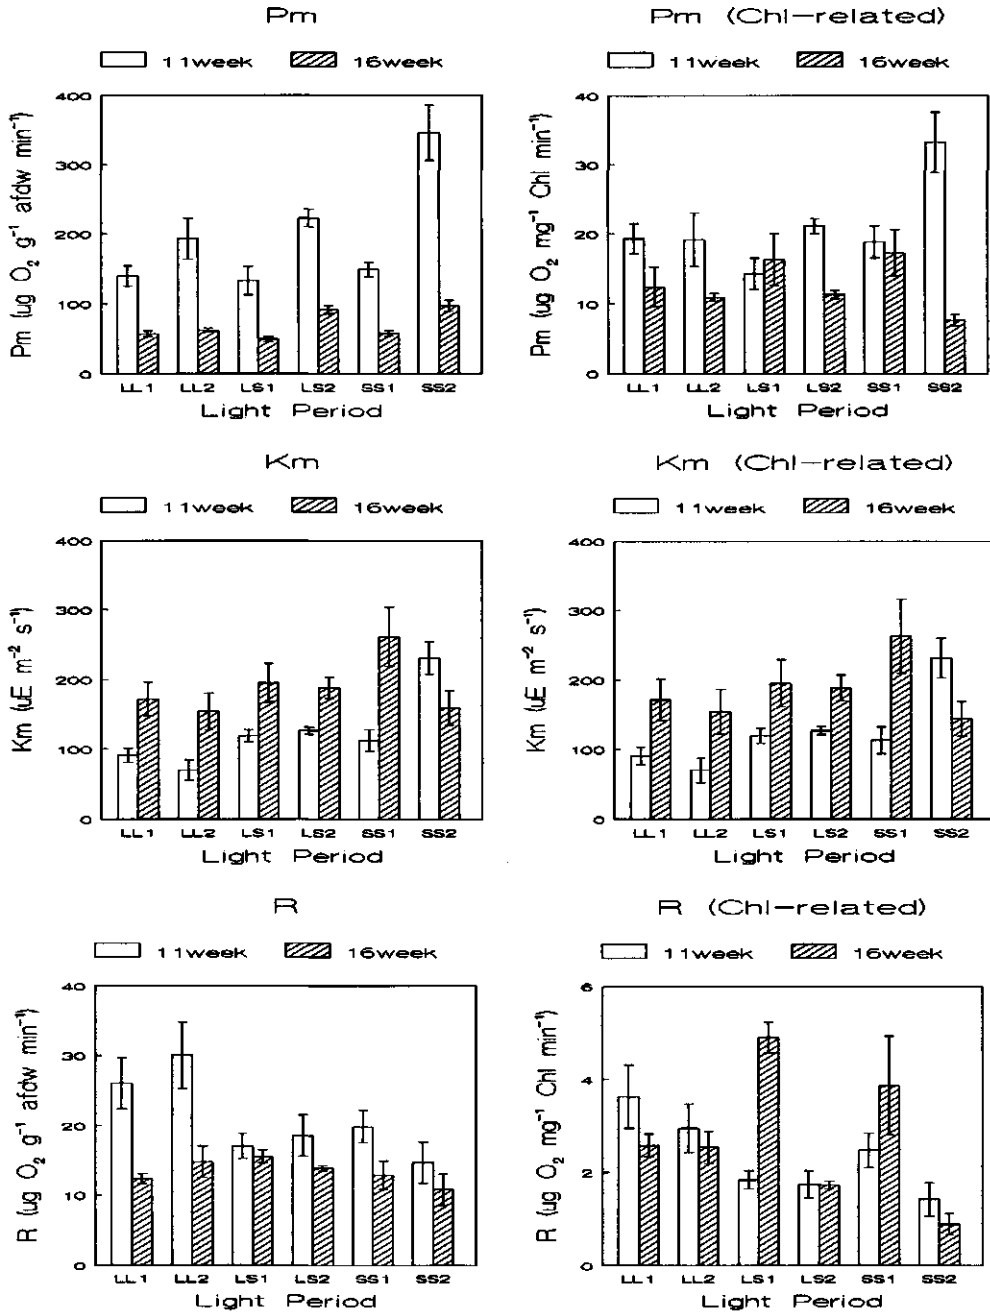 Pm
11week 16week
Pm (ug O₂ g⁻¹ afdw min⁻¹)
400
300
200
100
0
LL1 LL2 LS1 LS2 SS1 SS2
Light Period
Pm (Chl-related)
11week 16week
Pm (ug O₂ mg⁻¹ Chl min⁻¹)
40
30
20
10
0
LL1 LL2 LS1 LS2 SS1 SS2
Light Period
Km
11week 16week
Km (uE m⁻² s⁻¹)
400
300
200
100
0
LL1 LL2 LS1 LS2 SS1 SS2
Light Period
Km (Chl-related)
11week 16week
Km (uE m⁻² s⁻¹)
400
300
200
100
0
LL1 LL2 LS1 LS2 SS1 SS2
Light Period
R
11week 16week
R (ug O₂ g⁻¹ afdw min⁻¹)
40
30
20
10
0
LL1 LL2 LS1 LS2 SS1 SS2
Light Period
R (Chl-related)
11week 16week
R (ug O₂ mg⁻¹ Chl min⁻¹)
6
4
2
0
LL1 LL2 LS1 LS2 SS1 SS2
Light Period